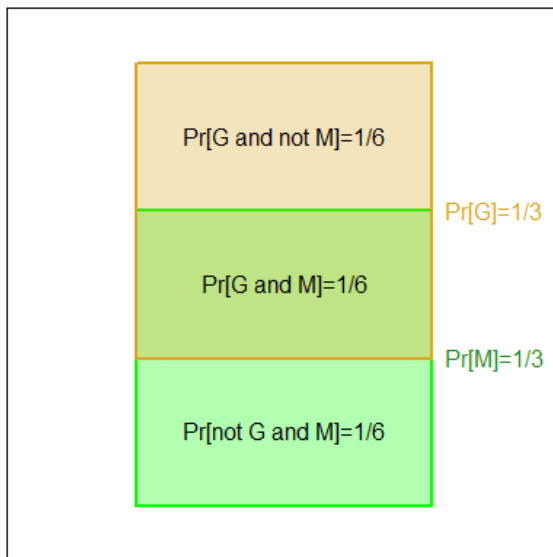 Pr[G and not M]=1/6
Pr[G]=1/3
Pr[G and M]=1/6
Pr[M]=1/3
Pr[not G and M]=1/6